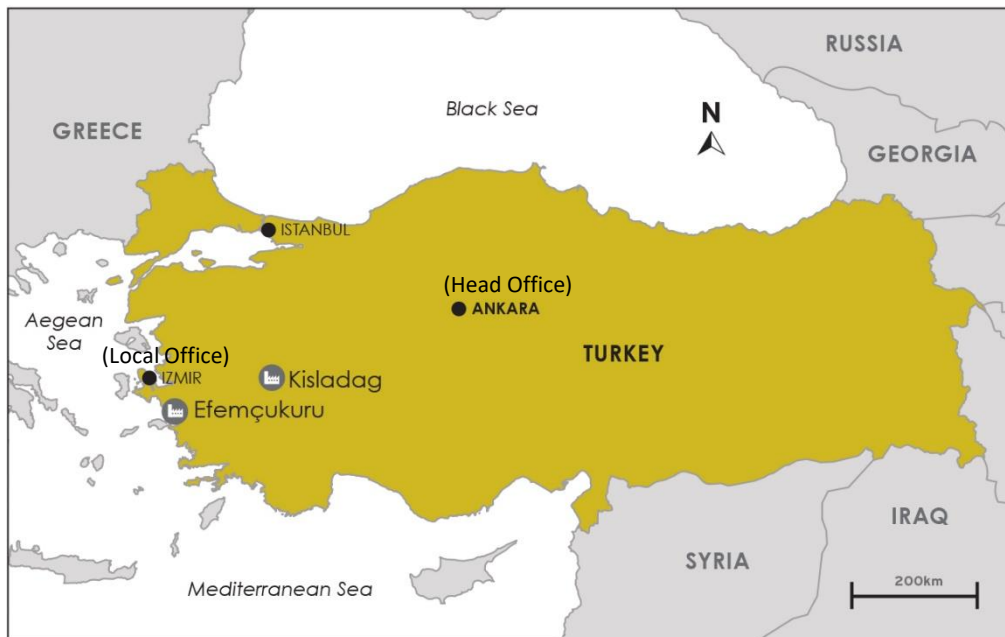 RUSSIA
Black Sea
N
GREECE
GEORGIA
ISTANBUL
(Head Office)
ANKARA
Aegean
Sea
(Local Office)
TURKEY
IZMIR
Kisladag
Efemçukuru
IRAQ
SYRIA
200km
Mediterranean Sea